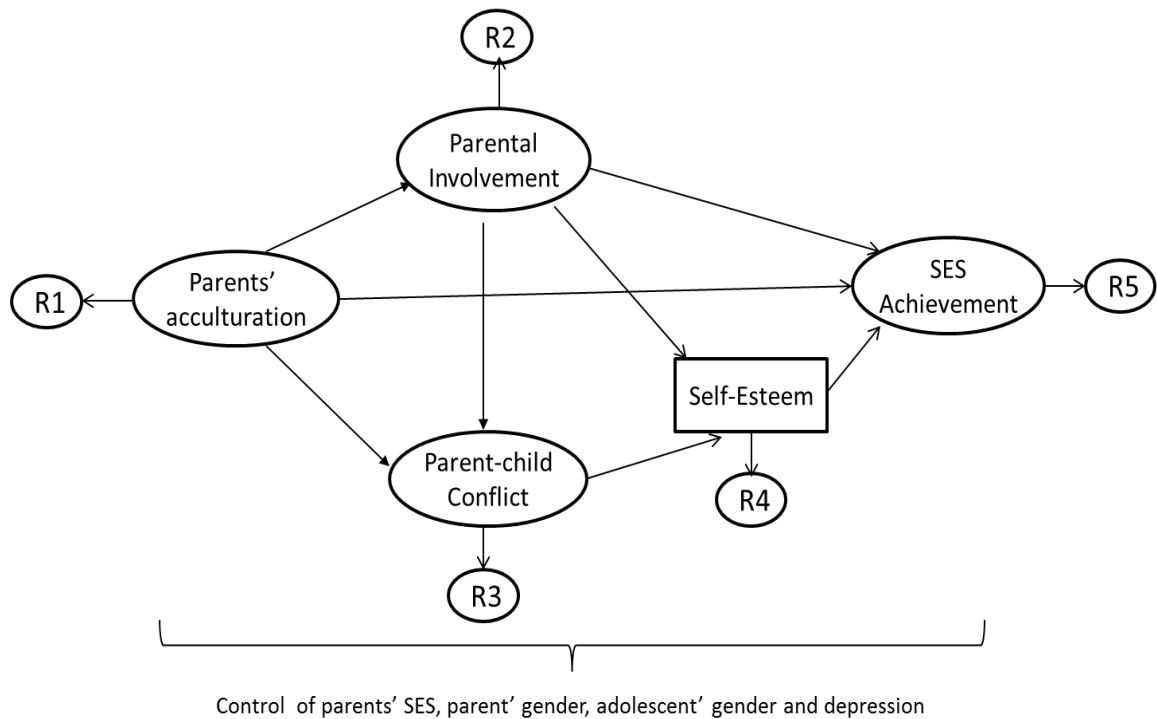 R2
Parental
Involvement
Parents’
acculturation
R1
SES
Achievement
R5
Self-Esteem
Parent-child
Conflict
R4
R3
Control of parents’ SES, parent’ gender, adolescent’ gender and depression